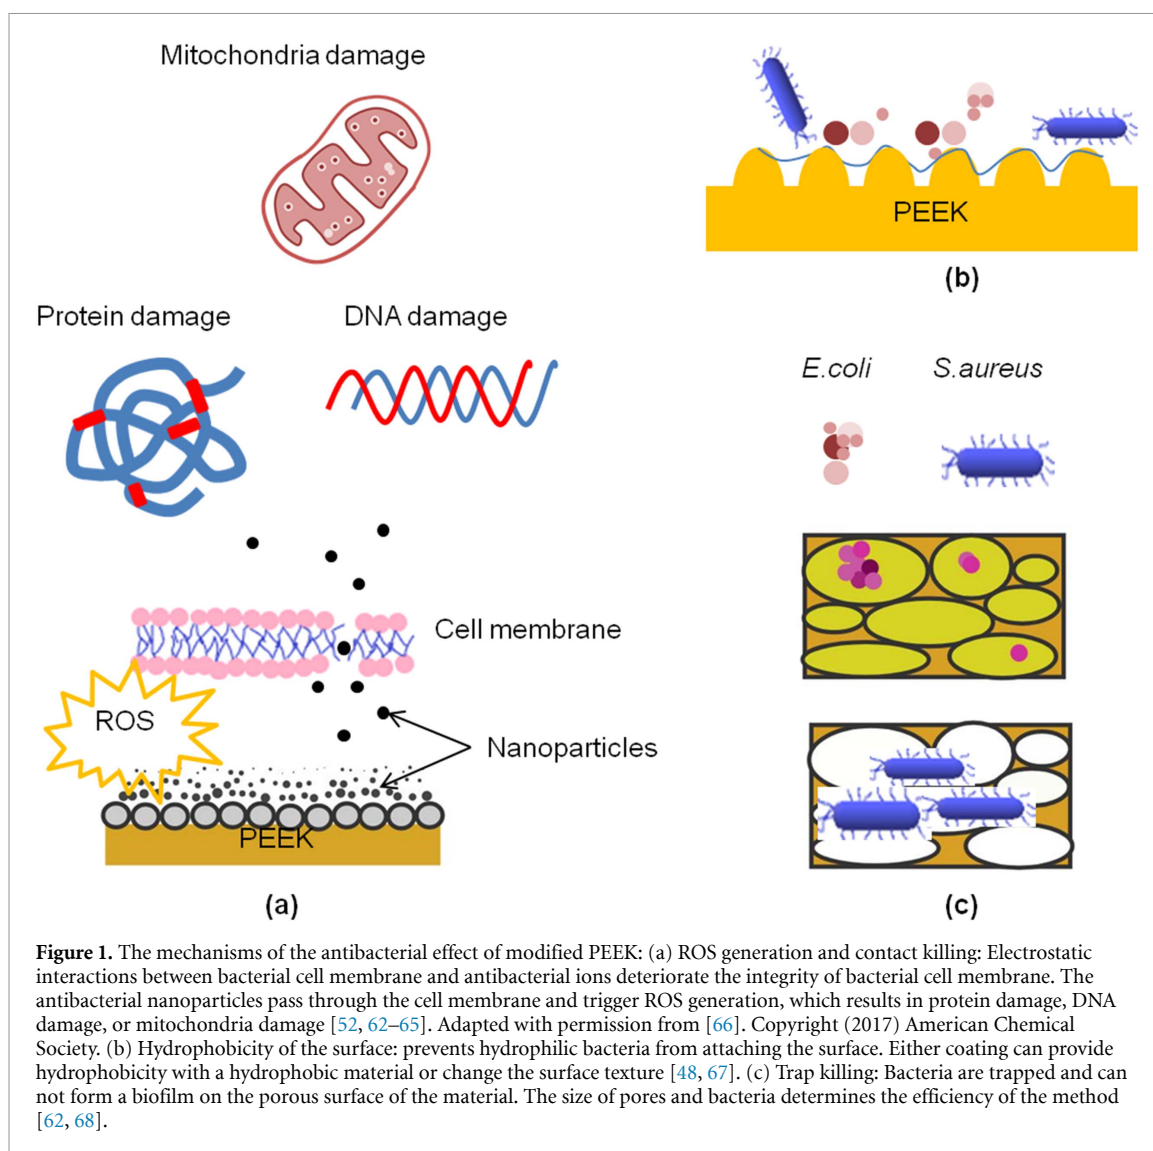 Mitochondria damage
Protein damage
DNA damage
Cell membrane
ROS
Nanoparticles
PEEK
(a)
PEEK
(b)
E.coli
S.aureus
(c)
Figure 1. The mechanisms of the antibacterial effect of modified PEEK: (a) ROS generation and contact killing: Electrostatic
interactions between bacterial cell membrane and antibacterial ions deteriorate the integrity of bacterial cell membrane. The
antibacterial nanoparticles pass through the cell membrane and trigger ROS generation, which results in protein damage, DNA
damage, or mitochondria damage [52, 62–65]. Adapted with permission from [66]. Copyright (2017) American Chemical
Society. (b) Hydrophobicity of the surface: prevents hydrophilic bacteria from attaching the surface. Either coating can provide
hydrophobicity with a hydrophobic material or change the surface texture [48, 67]. (c) Trap killing: Bacteria are trapped and can
not form a biofilm on the porous surface of the material. The size of pores and bacteria determines the efficiency of the method
[62, 68].